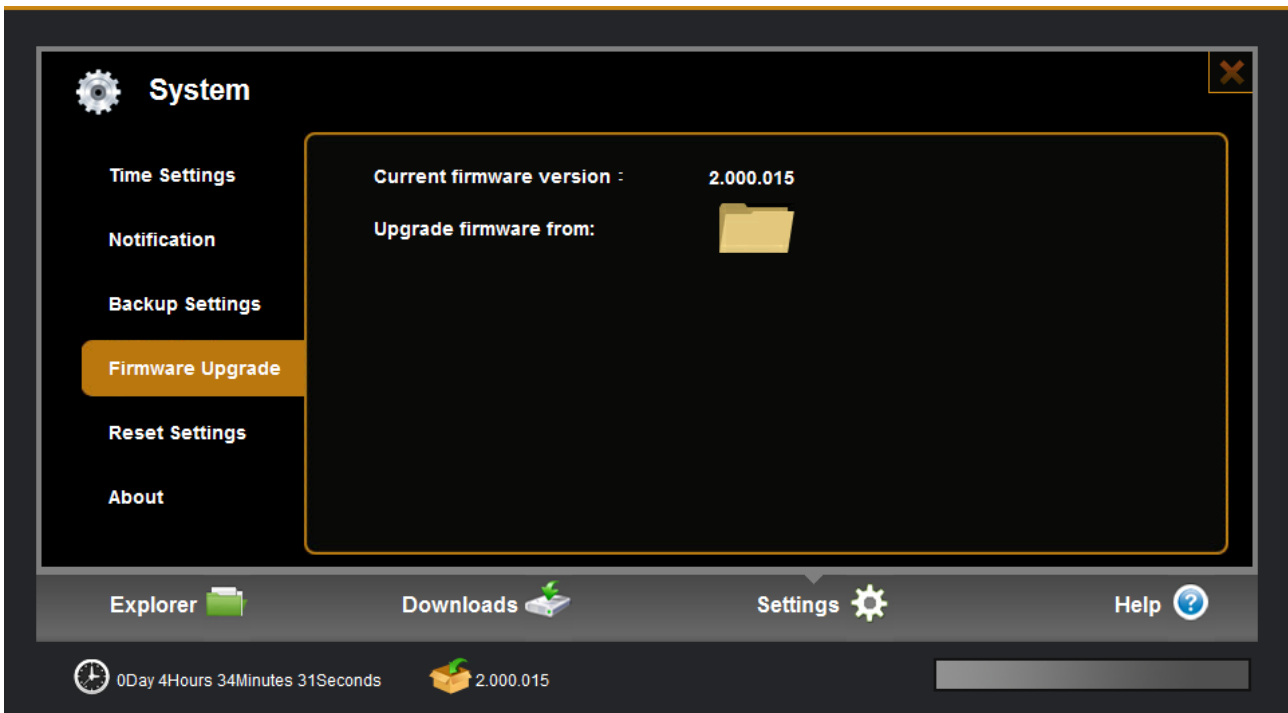 System
Time Settings
Notification
Backup Settings
Firmware Upgrade
Reset Settings
About
Current firmware version : 2.000.015
Upgrade firmware from:
Explorer Downloads Settings Help ?
0Day 4Hours 34Minutes 31Seconds 2.000.015